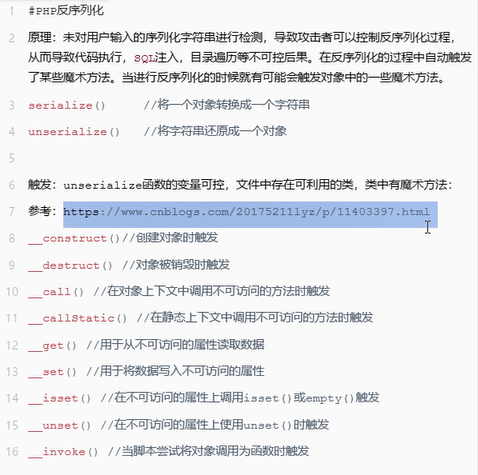 1 #PHP反序列化
2 原理：未对用户输入的序列化字符串进行检测，导致攻击者可以控制反序列化过程，
从而导致代码执行，SQL注入，目录遍历等不可控后果。在反序列化的过程中自动触发
了某些魔术方法。当进行反序列化的时候就有可能会触发对象中的一些魔术方法。
3 serialize() //将一个对象转换成一个字符串
4 unserialize() //将字符串还原成一个对象
5
6 触发：unserialize函数的变量可控，文件中存在可利用的类，类中有魔术方法：
7 参考：https://www.cnblogs.com/20175211lyz/p/11403397.html
8 __construct()//创建对象时触发
9 __destruct() //对象被销毁时触发
10 __call() //在对象上下文中调用不可访问的方法时触发
11 __callStatic() //在静态上下文中调用不可访问的方法时触发
12 __get() //用于从不可访问的属性读取数据
13 __set() //用于将数据写入不可访问的属性
14 __isset() //在不可访问的属性上调用isset()或empty()触发
15 __unset() //在不可访问的属性上使用unset()时触发
16 __invoke() //当脚本尝试将对象调用为函数时触发